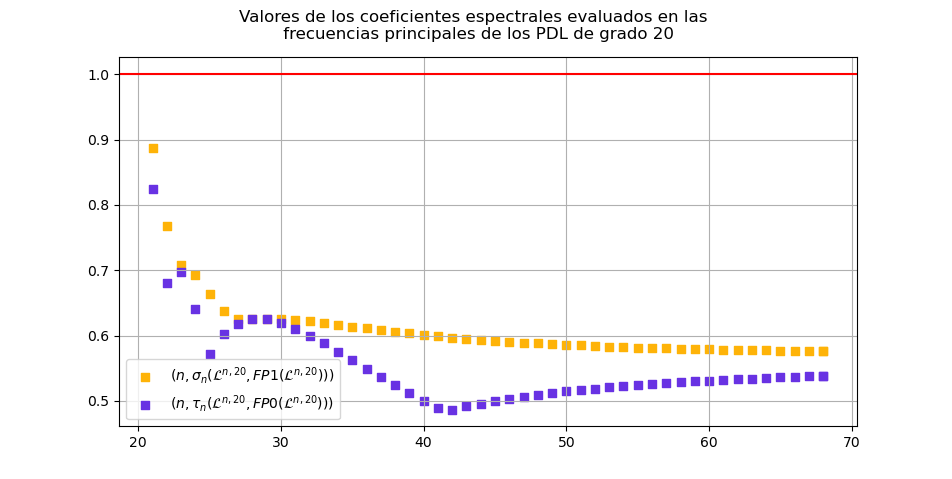 Valores de los coeficientes espectrales evaluados en las
frecuencias principales de los PDL de grado 20
1.0
0.9
0.8
0.7
0.6
0.5
(n, σₙ(ℒⁿ,²⁰, FP1(ℒⁿ,²⁰)))
(n, τₙ(ℒⁿ,²⁰, FP0(ℒⁿ,²⁰)))
20 30 40 50 60 70